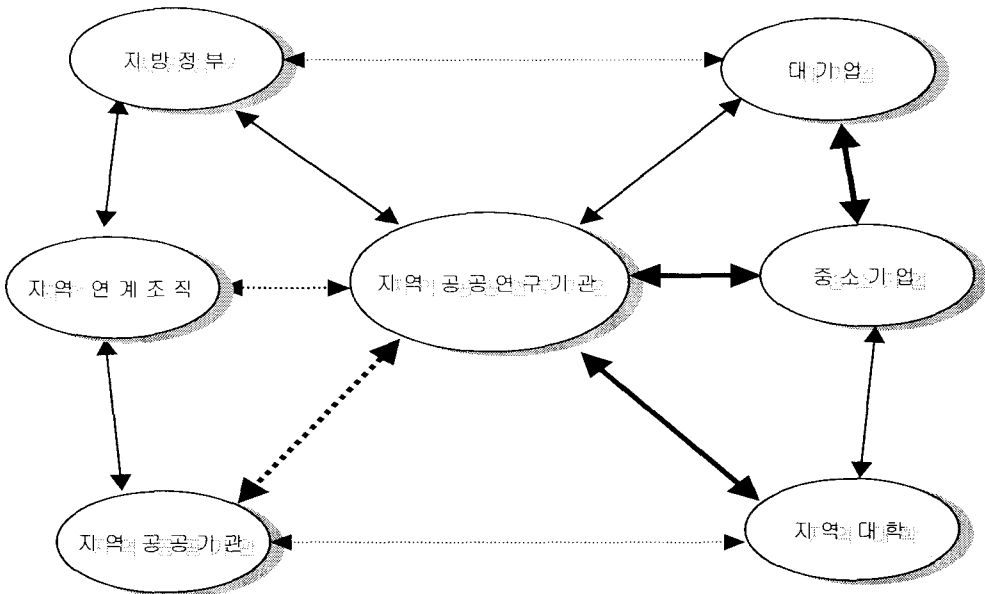 지방정부
대기업
지역 연계조직
지역 공공연구기관
중소기업
지역 공공기관
지역 대학